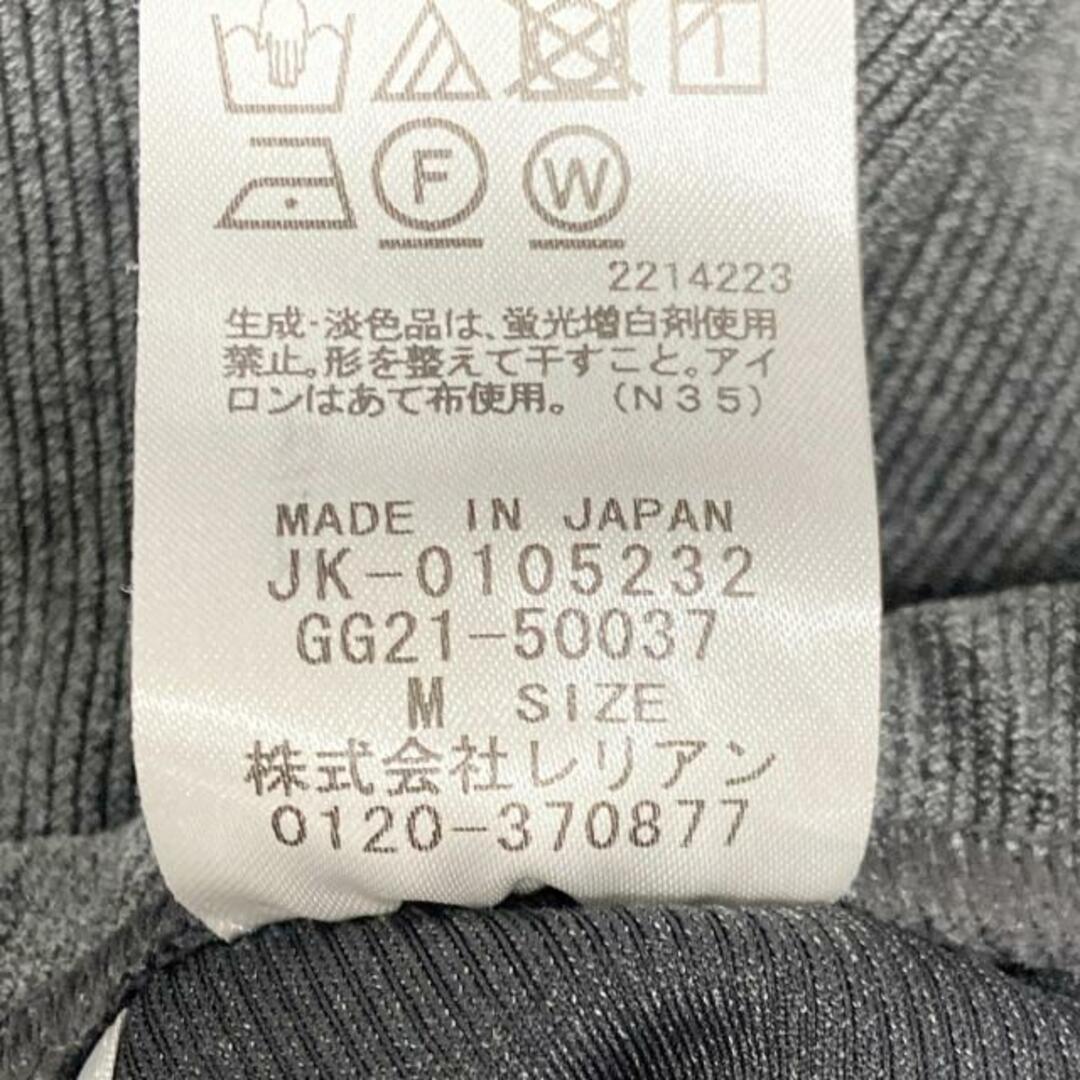 F W
2214223
生成・淡色品は、蛍光増白剤使用
禁止。形を整えて干すこと。アイ
ロンはあて布使用。（N35）
MADE IN JAPAN
JK-0105232
GG21-50037
M SIZE
株式会社レリアン
0120-370877